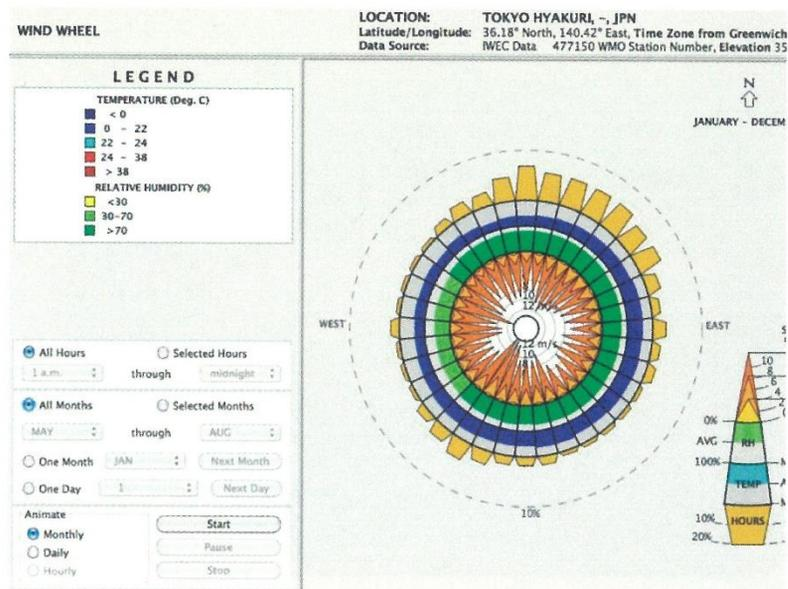 WIND WHEEL
LOCATION: TOKYO HYAKURI, -, JPN
Latitude/Longitude: 36.18° North, 140.42° East, Time Zone from Greenwich
Data Source: IWEC Data 477150 WMO Station Number, Elevation 35
LEGEND
TEMPERATURE (Deg. C)
< 0
0 - 22
22 - 24
24 - 38
> 38
RELATIVE HUMIDITY (%)
<30
30-70
>70
All Hours Selected Hours
1 a.m. through midnight
All Months Selected Months
MAY through AUG
One Month JAN Next Month
One Day 1 Next Day
Animate
Monthly
Daily
Hourly
Start
Pause
Stop
N
JANUARY - DECEM
WEST
EAST
10
12 m/s
10
10%
10
8
6
4
2
0%
AVG RH
100%
TEMP
10% HOURS
20%